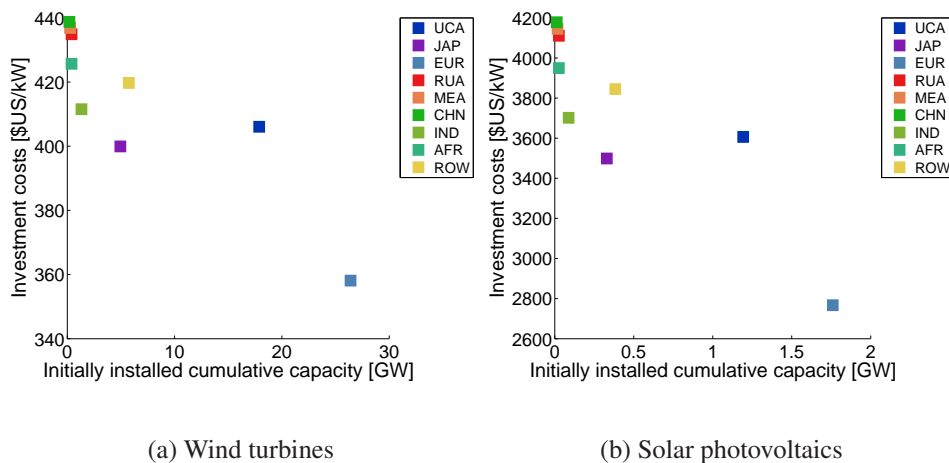 Investment costs [$US/kW]
440
420
400
380
360
340
0
10
20
30
Initially installed cumulative capacity [GW]
UCA
JAP
EUR
RUA
MEA
CHN
IND
AFR
ROW
(a) Wind turbines
Investment costs [$US/kW]
4200
4000
3800
3600
3400
3200
3000
2800
2600
0
0.5
1
1.5
2
Initially installed cumulative capacity [GW]
UCA
JAP
EUR
RUA
MEA
CHN
IND
AFR
ROW
(b) Solar photovoltaics